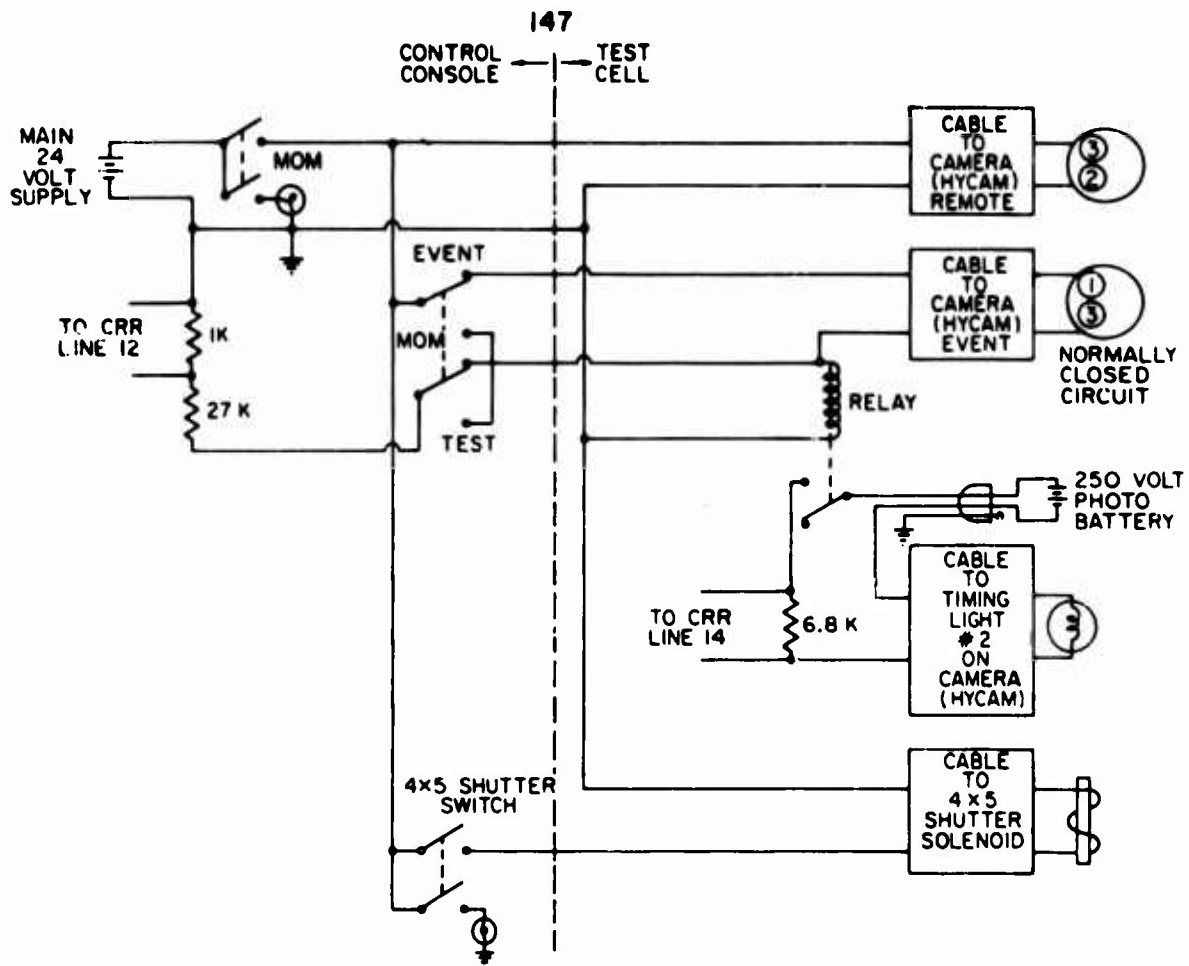 147
CONTROL
CONSOLE
TEST
CELL
MAIN
24
VOLT
SUPPLY
MOM
CABLE
TO
CAMERA
(HYCAM)
REMOTE
3
2
EVENT
CABLE
TO
CAMERA
(HYCAM)
EVENT
1
3
NORMALLY
CLOSED
CIRCUIT
TO CRR
LINE 12
1K
27 K
MOM
TEST
RELAY
250 VOLT
PHOTO
BATTERY
TO CRR
LINE 14
6.8 K
CABLE
TO
TIMING
LIGHT
#2
ON
CAMERA
(HYCAM)
4×5 SHUTTER
SWITCH
CABLE
TO
4×5
SHUTTER
SOLENOID